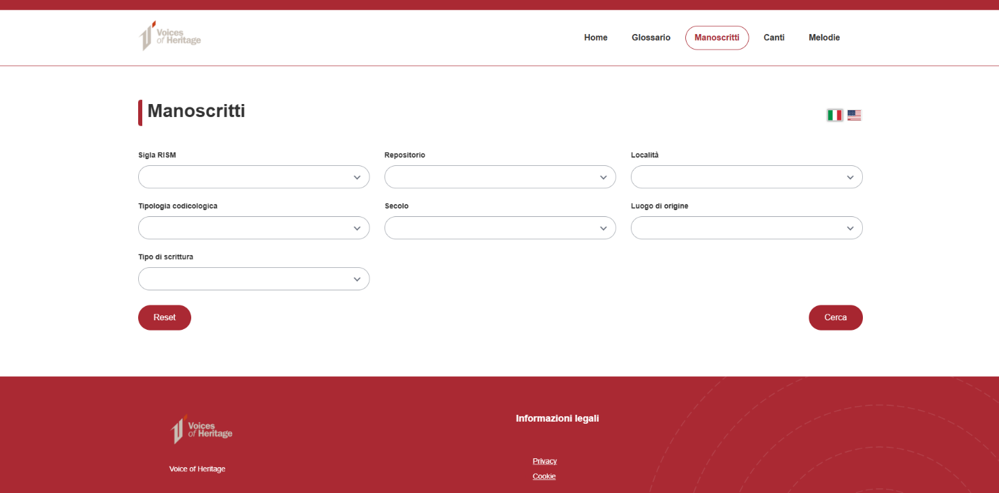 Voices
of Heritage
Home Glossario Manoscritti Canti Melodie
Manoscritti
Sigla RISM Repositorio Località
Tipologia codicologica Secolo Luogo di origine
Tipo di scrittura
Reset Cerca
Voices
of Heritage
Voice of Heritage
Informazioni legali
Privacy
Cookie